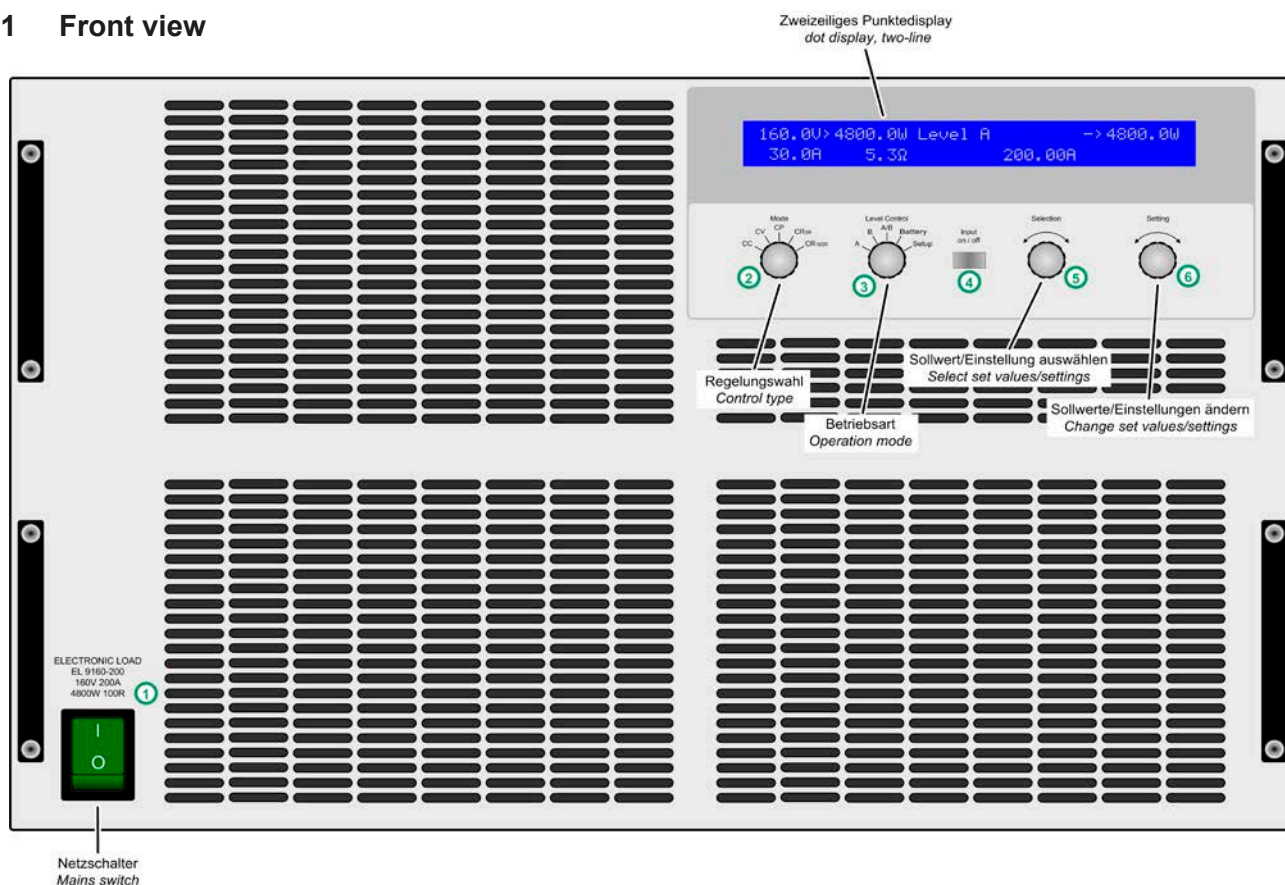 1 Front view
Zweizeiliges Punktedisplay
dot display, two-line
160.0V>4800.0W Level A ->4800.0W
30.0A 5.3Ω 200.00A
Mode
CC CV CP CR
Level Control
A B A/B Battery Setup
Input
on / off
Selection
Setting
2
3
4
5
6
Regelungswahl
Control type
Betriebsart
Operation mode
Sollwert/Einstellung auswählen
Select set values/settings
Sollwerte/Einstellungen ändern
Change set values/settings
ELECTRONIC LOAD
EL 9160-200
160V 200A
4800W 100R
1
I
O
Netzschalter
Mains switch